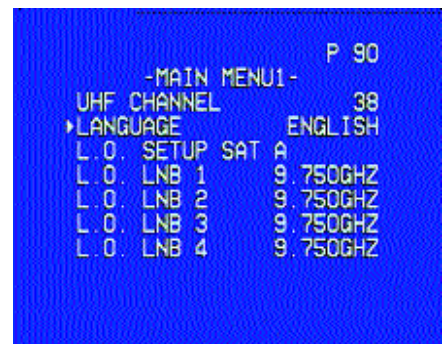 P 90
-MAIN MENU1-
UHF CHANNEL 38
LANGUAGE ENGLISH
L.O. SETUP SAT A
L.O. LNB 1 9.750GHZ
L.O. LNB 2 9.750GHZ
L.O. LNB 3 9.750GHZ
L.O. LNB 4 9.750GHZ